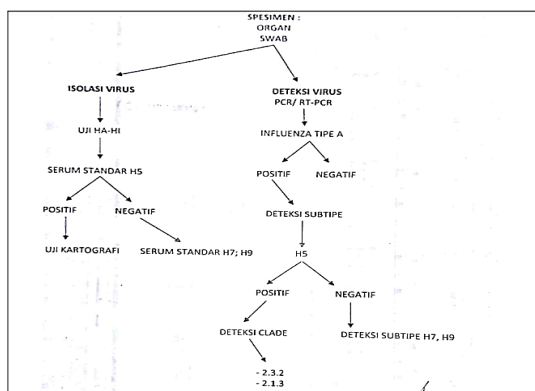 SPESIMEN :
ORGAN
SWAB
ISOLASI VIRUS
DETEKSI VIRUS
PCR/ RT-PCR
UJI HA-HI
INFLUENZA TIPE A
SERUM STANDAR H5
POSITIF
NEGATIF
POSITIF
NEGATIF
DETEKSI SUBTIPE
UJI KARTOGRAFI
SERUM STANDAR H7; H9
H5
POSITIF
NEGATIF
DETEKSI CLADE
DETEKSI SUBTIPE H7, H9
- 2.3.2
- 2.1.3